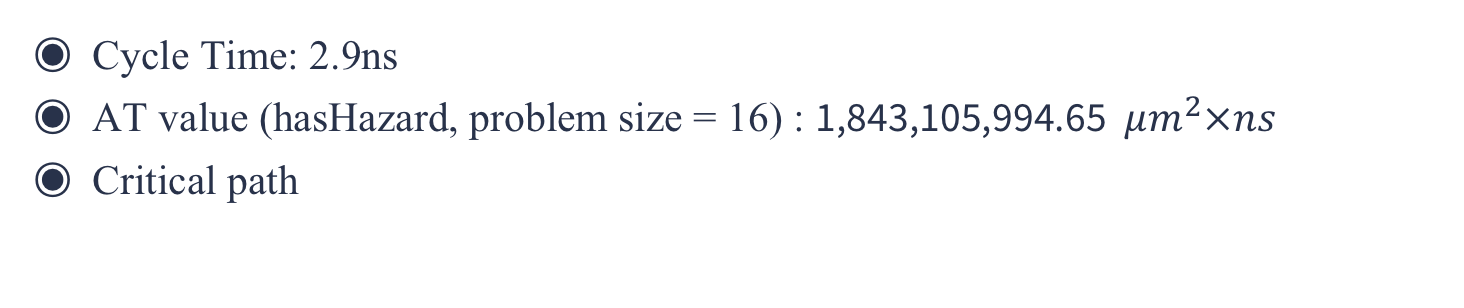 ◉ Cycle Time: 2.9ns
◉ AT value (hasHazard, problem size = 16) : 1,843,105,994.65 𝜇𝑚²×𝑛𝑠
◉ Critical path